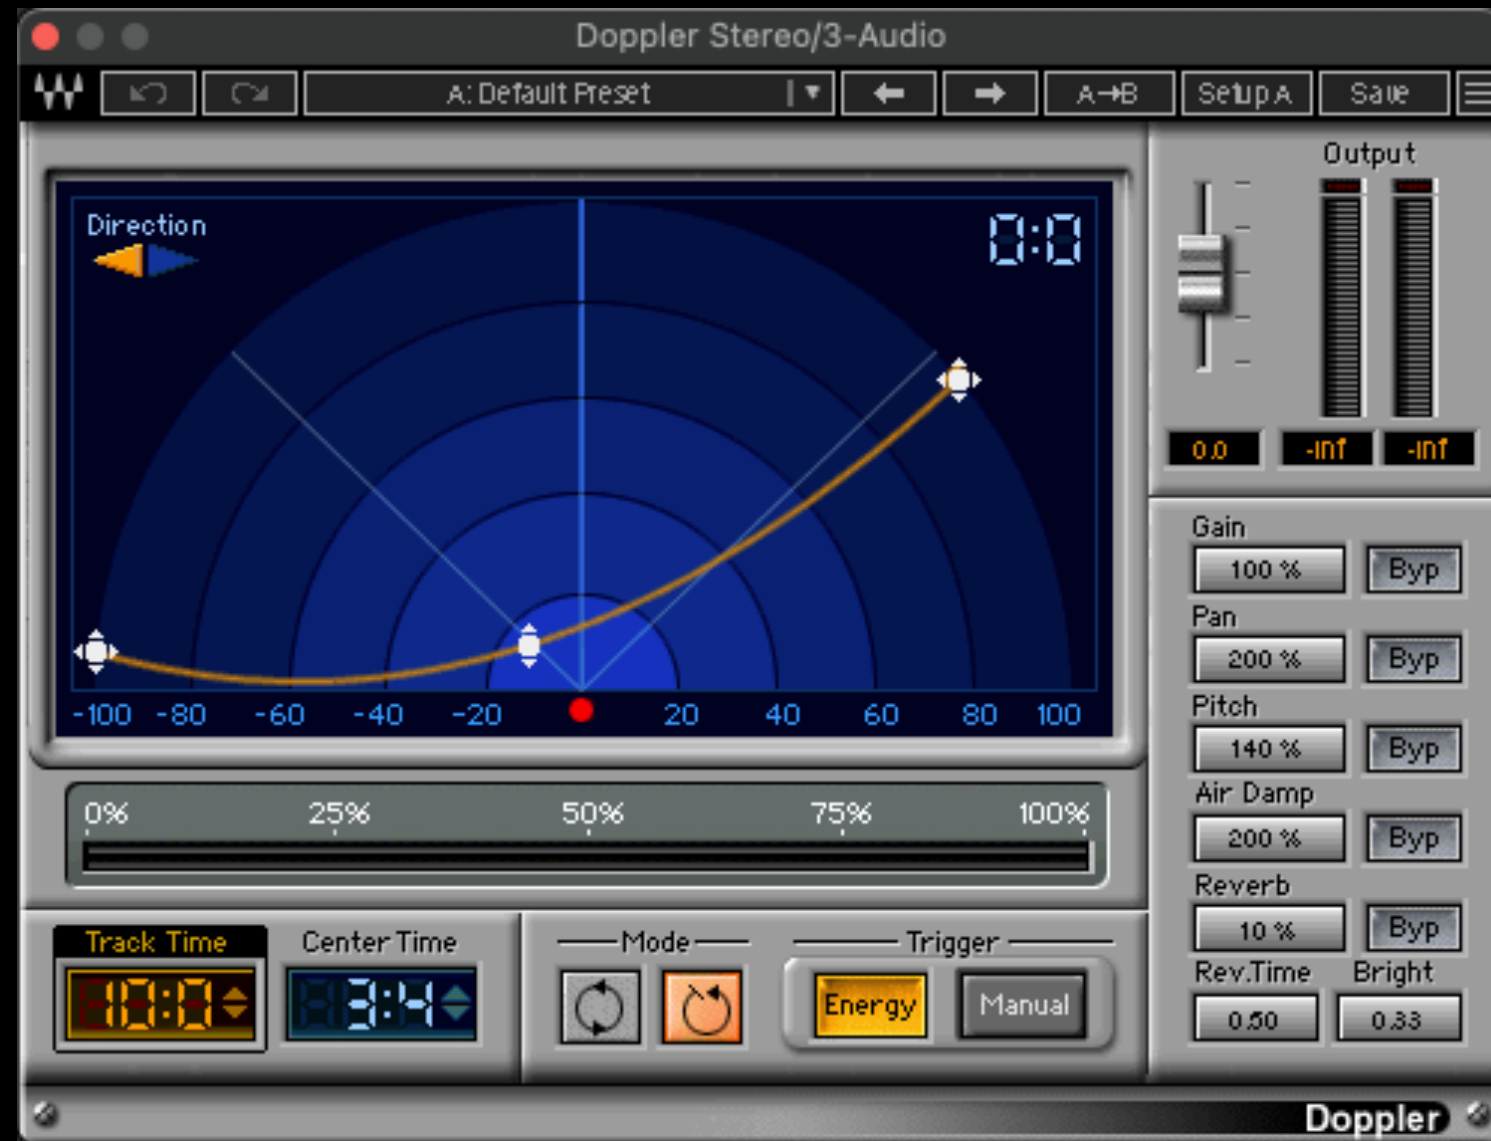 Doppler Stereo/3-Audio
A: Default Preset
A→B
Setup A
Save
Output
Direction
0:0
0.0 -Inf -Inf
-100 -80 -60 -40 -20 20 40 60 80 100
Gain
100 % Byp
Pan
200 % Byp
Pitch
140 % Byp
Air Damp
200 % Byp
Reverb
10 % Byp
Rev.Time Bright
0.50 0.33
0% 25% 50% 75% 100%
Track Time Center Time
10:0 3:4
Mode
Trigger
Energy Manual
Doppler